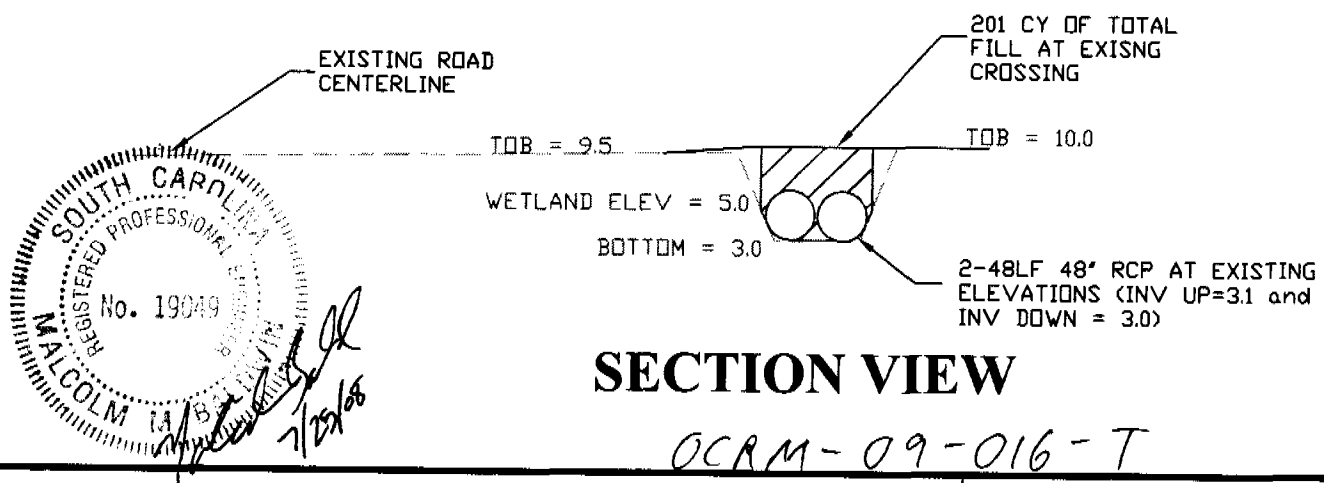 201 CY OF TOTAL
FILL AT EXISNG
CROSSING
EXISTING ROAD
CENTERLINE
TOB = 9.5
TOB = 10.0
WETLAND ELEV = 5.0
BOTTOM = 3.0
2-48LF 48" RCP AT EXISTING
ELEVATIONS (INV UP=3.1 and
INV DOWN = 3.0)
SOUTH CAROLINA
REGISTERED PROFESSIONAL ENGINEER
No. 19049
MALCOLM M.
7/25/08
SECTION VIEW
OCRM-09-016-T